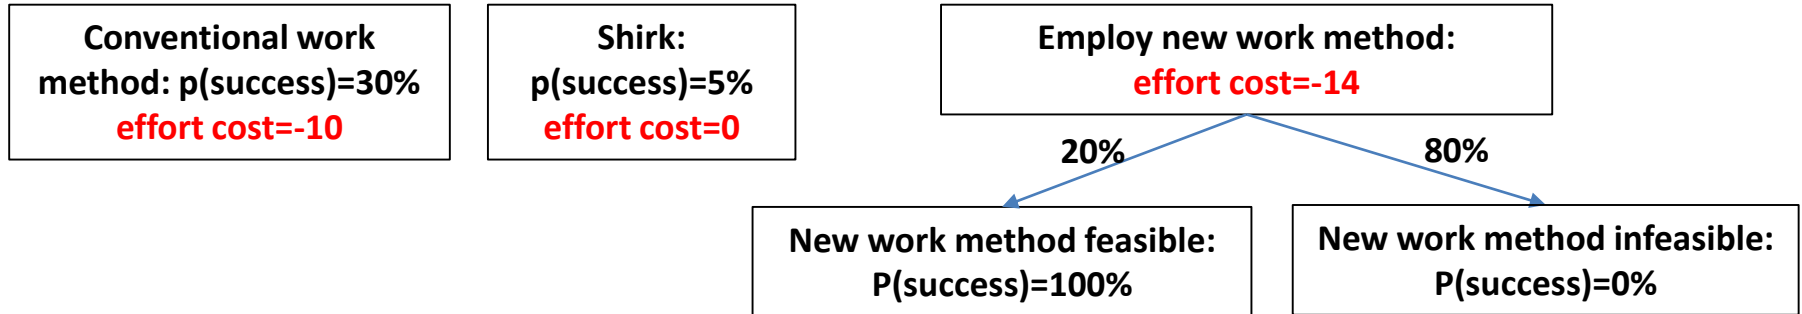 Conventional work
method: p(success)=30%
effort cost=-10
Shirk:
p(success)=5%
effort cost=0
Employ new work method:
effort cost=-14
20%
80%
New work method feasible:
P(success)=100%
New work method infeasible:
P(success)=0%